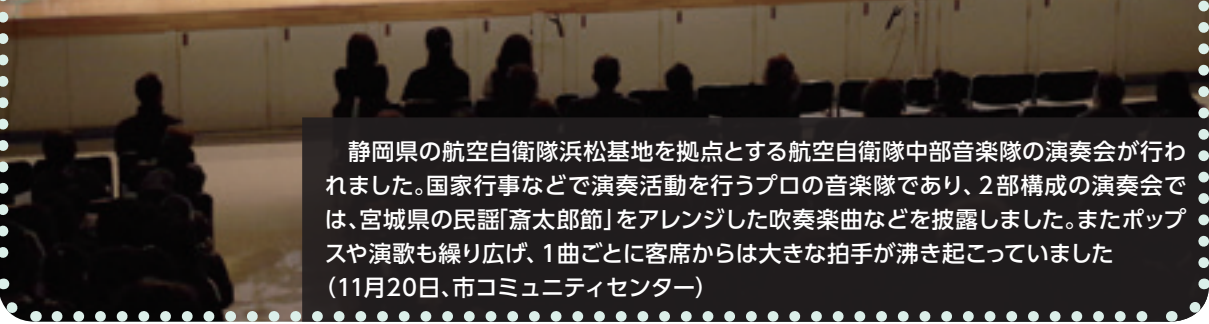 静岡県の航空自衛隊浜松基地を拠点とする航空自衛隊中部音楽隊の演奏会が行わ
れました。国家行事などで演奏活動を行うプロの音楽隊であり、２部構成の演奏会で
は、宮城県の民謡「斎太郎節」をアレンジした吹奏楽曲などを披露しました。またポップ
スや演歌も繰り広げ、1曲ごとに客席からは大きな拍手が沸き起こっていました
（11月20日、市コミュニティセンター）